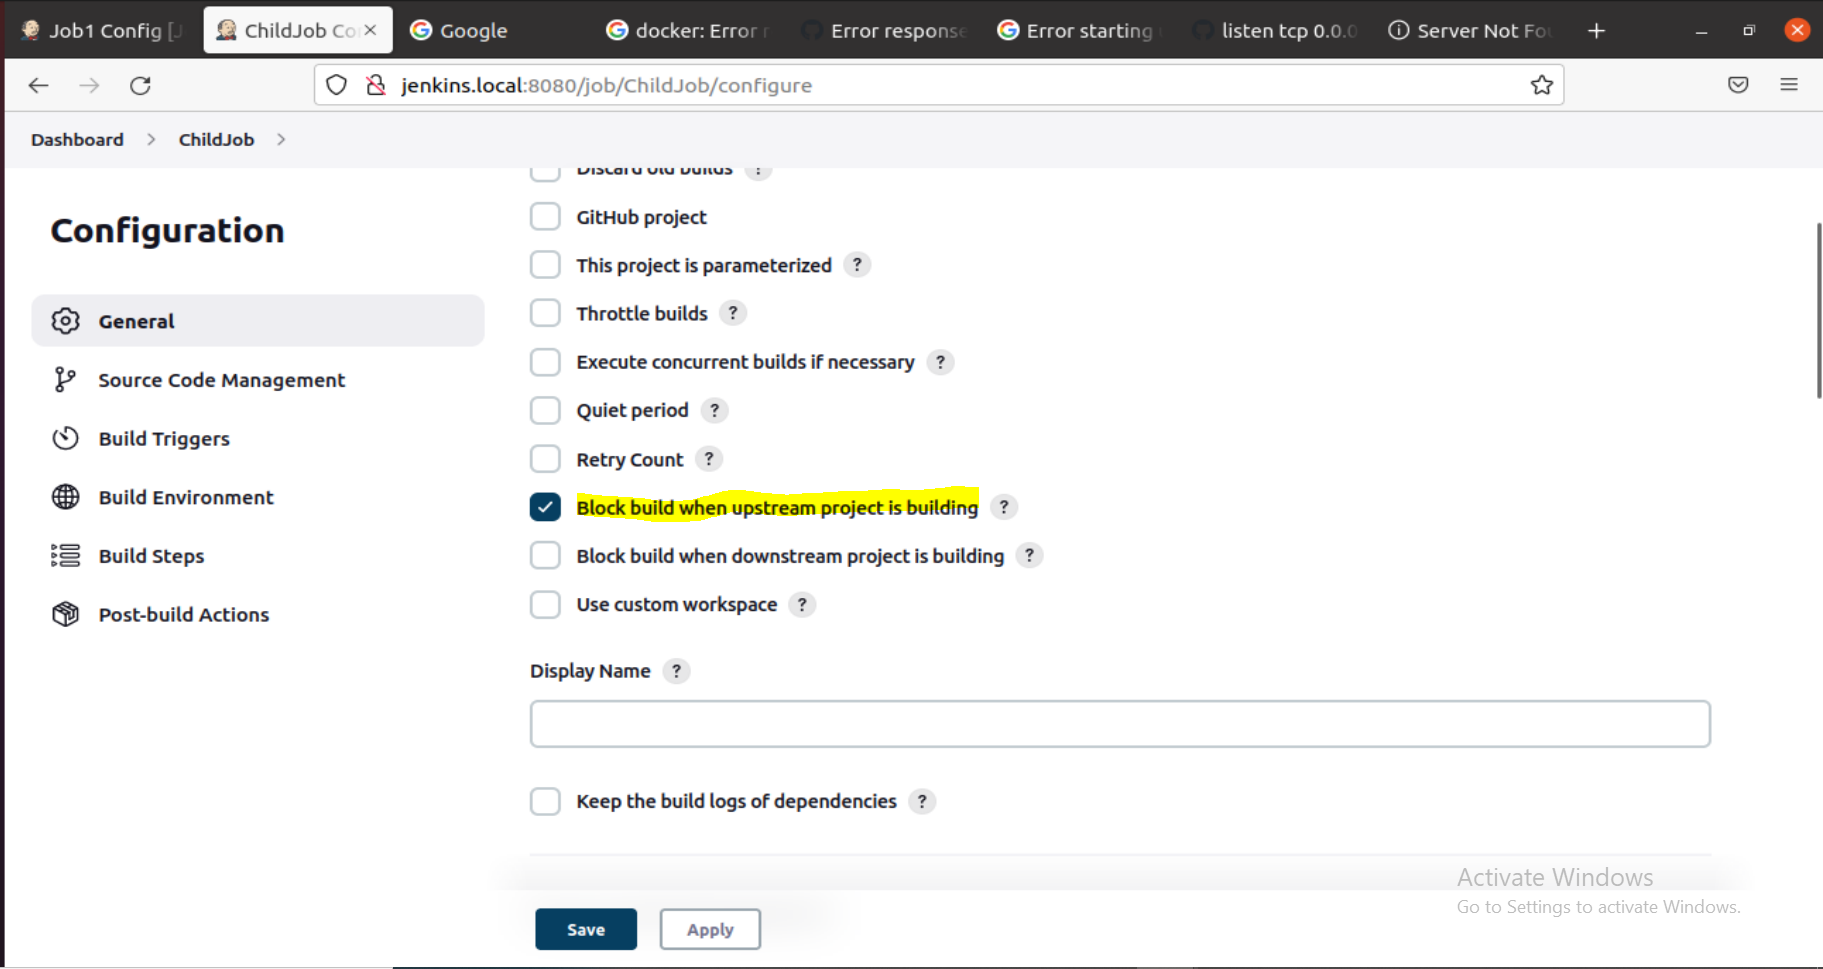 Job1 Config [J
ChildJob Co
Google
docker: Error r
Error response
Error starting
listen tcp 0.0.0
Server Not Fou
jenkins.local:8080/job/ChildJob/configure
Dashboard > ChildJob >
Configuration
General
Source Code Management
Build Triggers
Build Environment
Build Steps
Post-build Actions
Discard old builds ?
GitHub project
This project is parameterized ?
Throttle builds ?
Execute concurrent builds if necessary ?
Quiet period ?
Retry Count ?
Block build when upstream project is building ?
Block build when downstream project is building ?
Use custom workspace ?
Display Name ?
Keep the build logs of dependencies ?
Save
Apply
Activate Windows
Go to Settings to activate Windows.